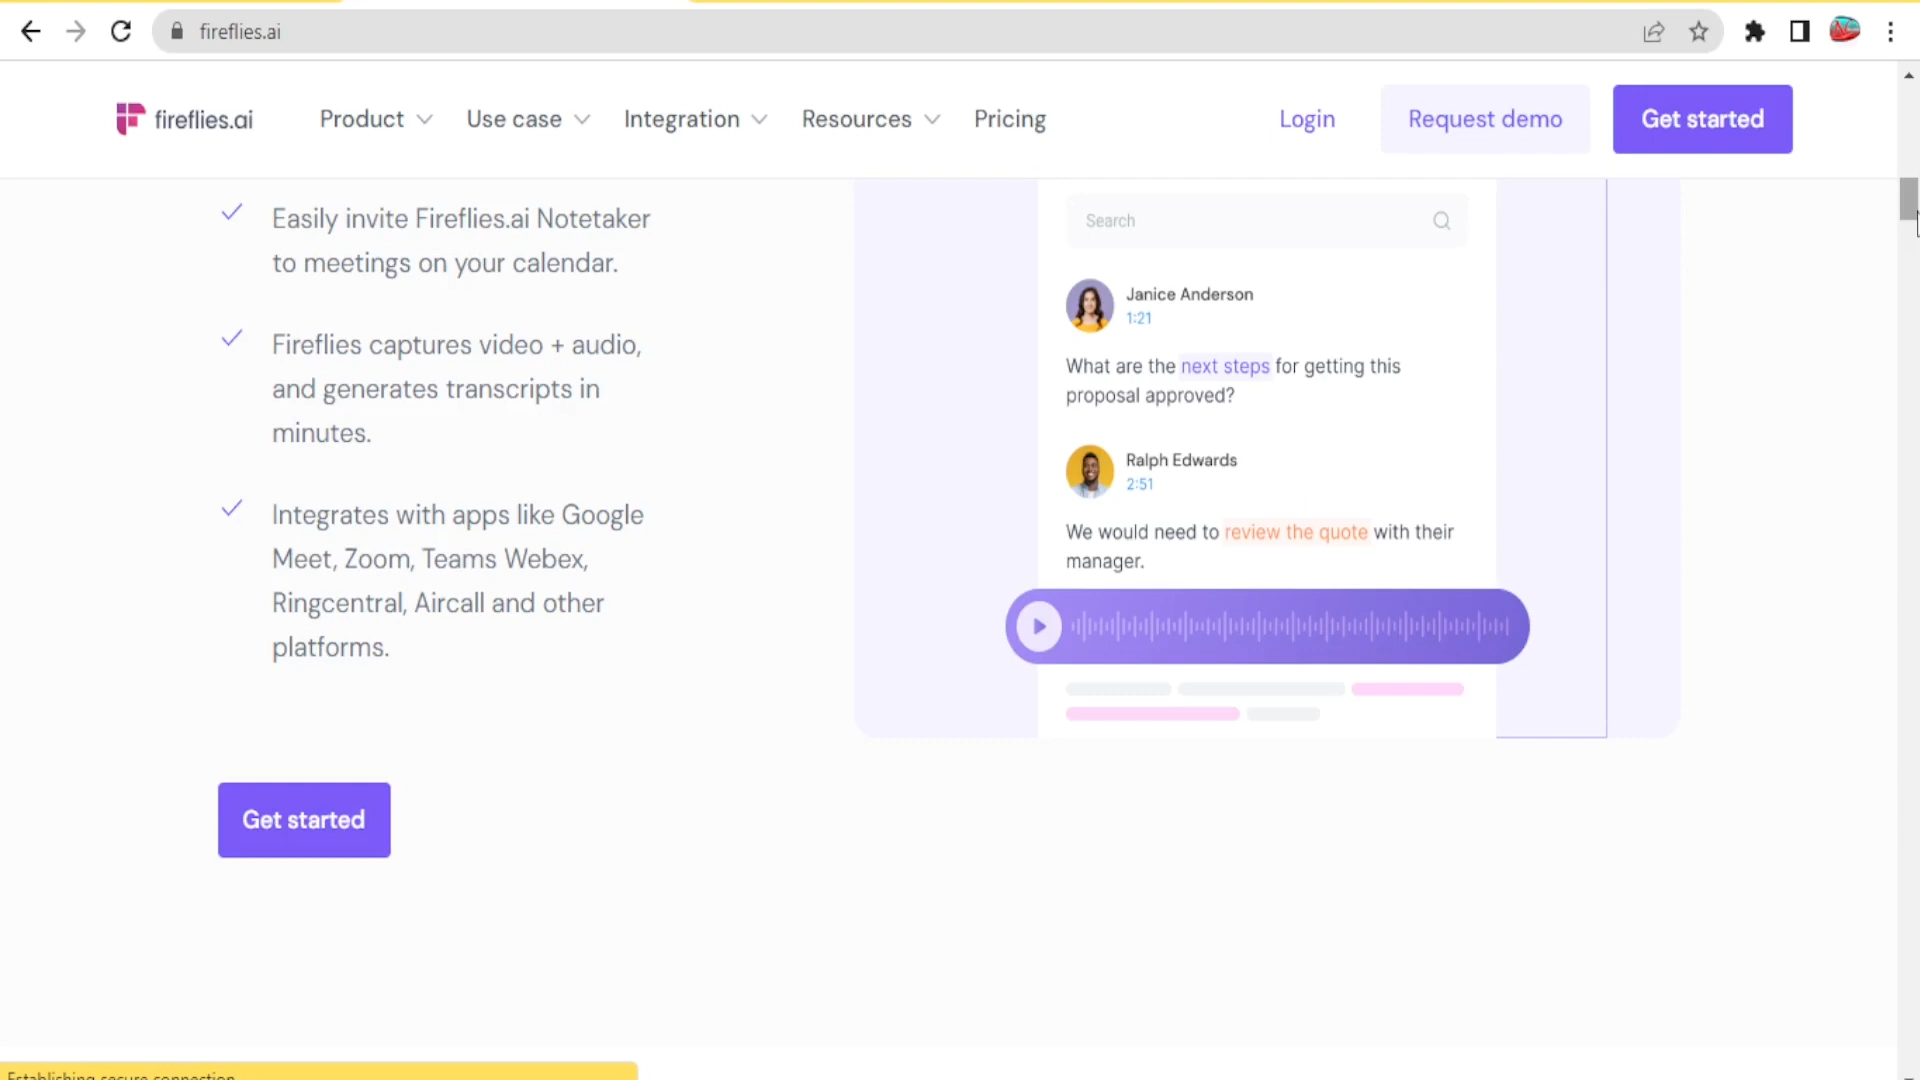 fireflies.ai
fireflies.ai
Product
Use case
Integration
Resources
Pricing
Login
Request demo
Get started
Easily invite Fireflies.ai Notetaker
to meetings on your calendar.
Fireflies captures video + audio,
and generates transcripts in
minutes.
Integrates with apps like Google
Meet, Zoom, Teams Webex,
Ringcentral, Aircall and other
platforms.
Get started
Search
Janice Anderson
1:21
What are the next steps for getting this
proposal approved?
Ralph Edwards
2:51
We would need to review the quote with their
manager.
Establishing secure connection